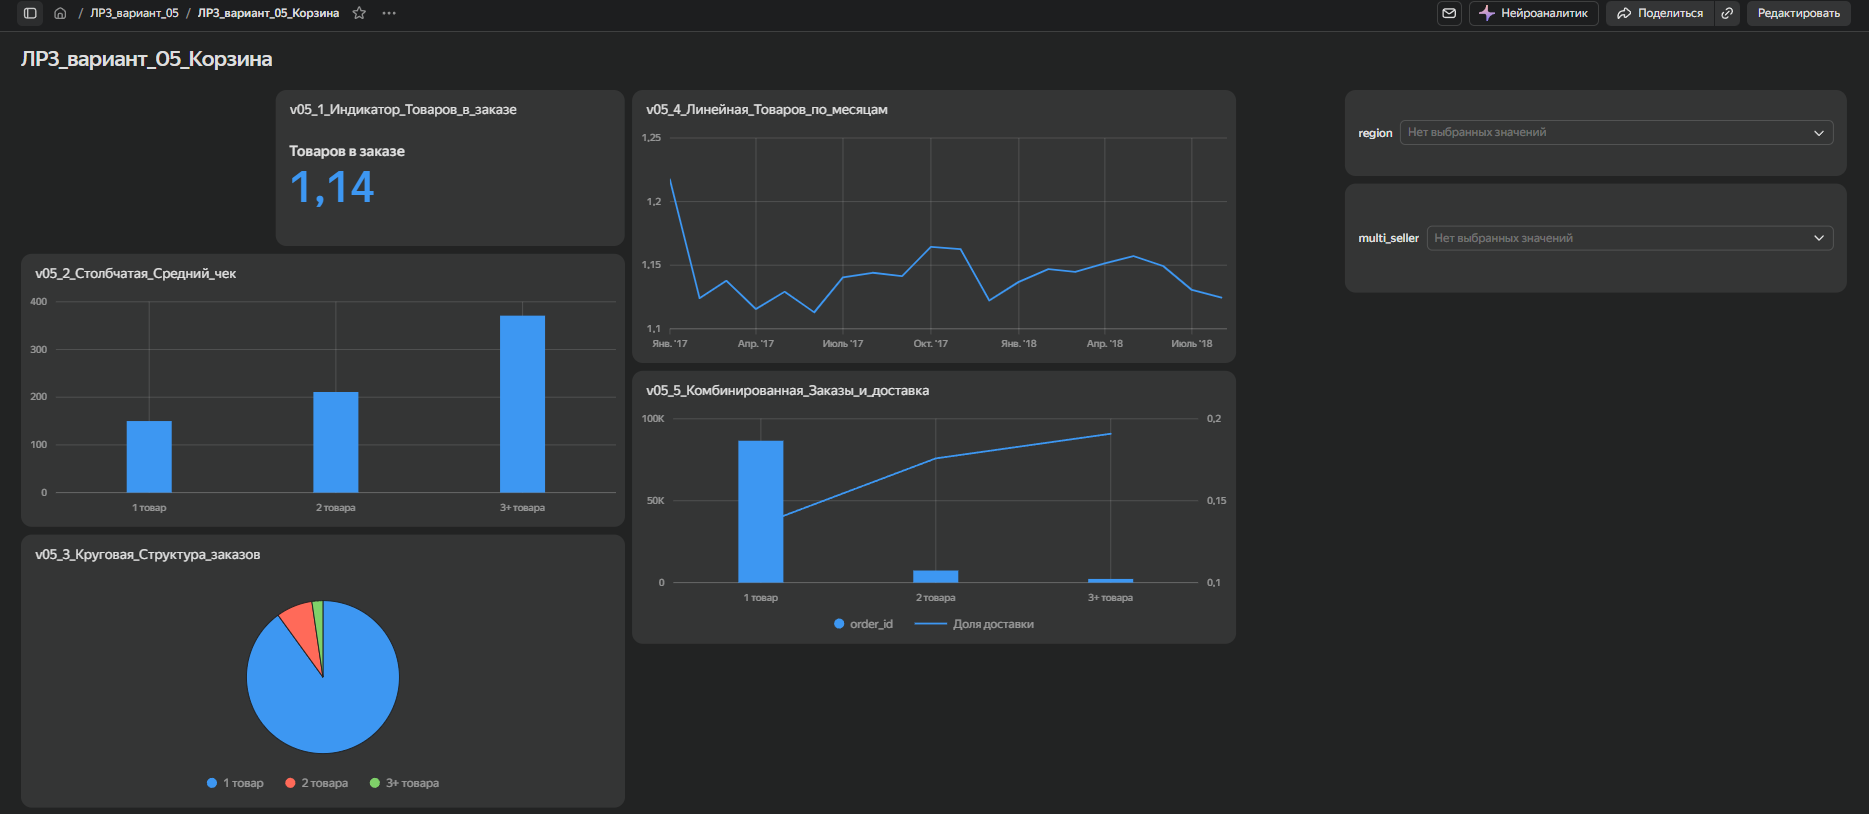 / ЛР3_вариант_05 / ЛР3_вариант_05_Корзина
Нейроаналитик
Поделиться
Редактировать
ЛР3_вариант_05_Корзина
v05_1_Индикатор_Товаров_в_заказе
Товаров в заказе
1,14
v05_2_Столбчатая_Средний_чек
400
300
200
100
0
1 товар 2 товара 3+ товара
v05_3_Круговая_Структура_заказов
1 товар 2 товара 3+ товара
v05_4_Линейная_Товаров_по_месяцам
1,25
1,2
1,15
1,1
Янв. '17 Апр. '17 Июль '17 Окт. '17 Янв. '18 Апр. '18 Июль '18
v05_5_Комбинированная_Заказы_и_доставка
100K 0,2
50K 0,15
0 0,1
1 товар 2 товара 3+ товара
order_id Доля доставки
region Нет выбранных значений
multi_seller Нет выбранных значений